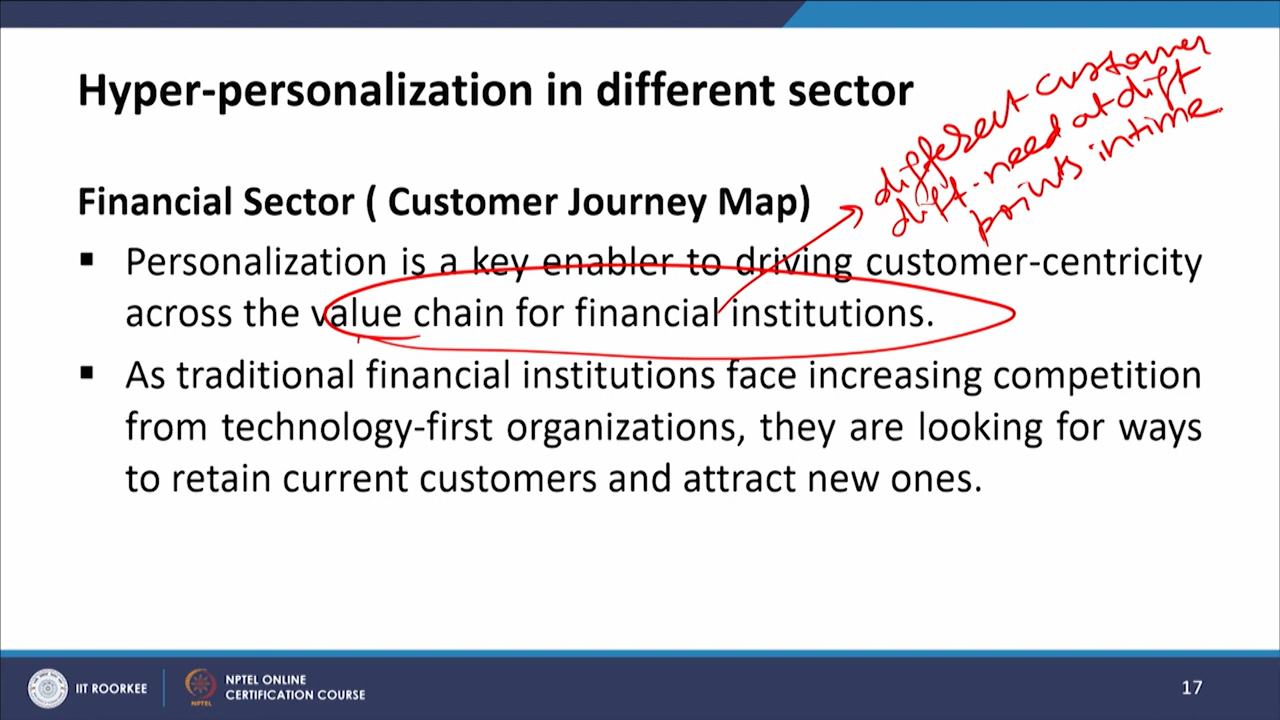 Hyper-personalization in different sector
different customer
diff. need at diff
points in time
Financial Sector ( Customer Journey Map)
▪ Personalization is a key enabler to driving customer-centricity
across the value chain for financial institutions.
▪ As traditional financial institutions face increasing competition
from technology-first organizations, they are looking for ways
to retain current customers and attract new ones.
IIT ROORKEE
NPTEL
NPTEL ONLINE
CERTIFICATION COURSE
17